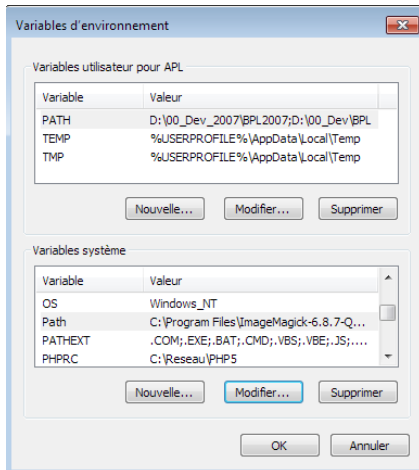 Variables d'environnement
Variables utilisateur pour APL
Variable Valeur
PATH D:\00_Dev_2007\BPL2007;D:\00_Dev\BPL
TEMP %USERPROFILE%\AppData\Local\Temp
TMP %USERPROFILE%\AppData\Local\Temp
Nouvelle... Modifier... Supprimer
Variables système
Variable Valeur
OS Windows_NT
Path C:\Program Files\ImageMagick-6.8.7-Q...
PATHEXT .COM;.EXE;.BAT;.CMD;.VBS;.VBE;.JS;....
PHPRC C:\Reseau\PHP5
Nouvelle... Modifier... Supprimer
OK Annuler